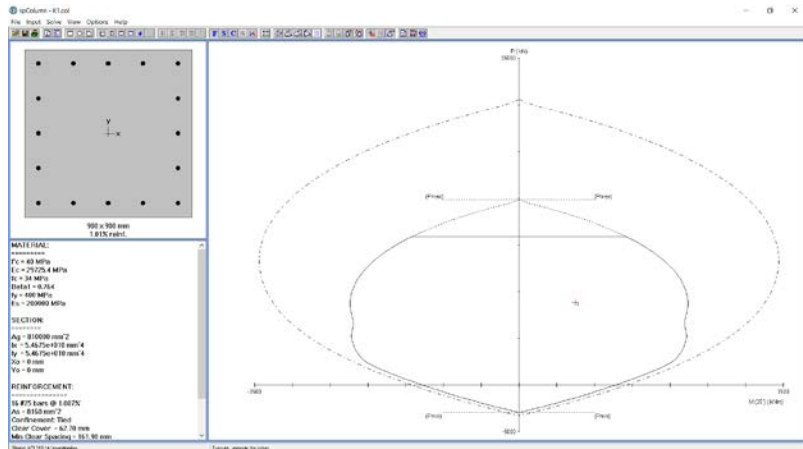 spColumn - K1.col
File Input Solve View Options Help
y
x
900 x 900 mm
1.01% reinf.
MATERIAL:
=========
f'c = 40 MPa
Ec = 29725.4 MPa
fc = 34 MPa
Beta1 = 0.764
fy = 400 MPa
Es = 200000 MPa
SECTION:
========
Ag = 810000 mm^2
Ix = 5.4675e+010 mm^4
Iy = 5.4675e+010 mm^4
Xo = 0 mm
Yo = 0 mm
REINFORCEMENT:
==============
16 #25 bars @ 1.007%
As = 8160 mm^2
Confinement: Tied
Clear Cover = 62.70 mm
Min Clear Spacing = 161.90 mm
P (kN)
(Pmax)
(Pmax)
-3500
3500
(Pmin)
(Pmin)
-5000